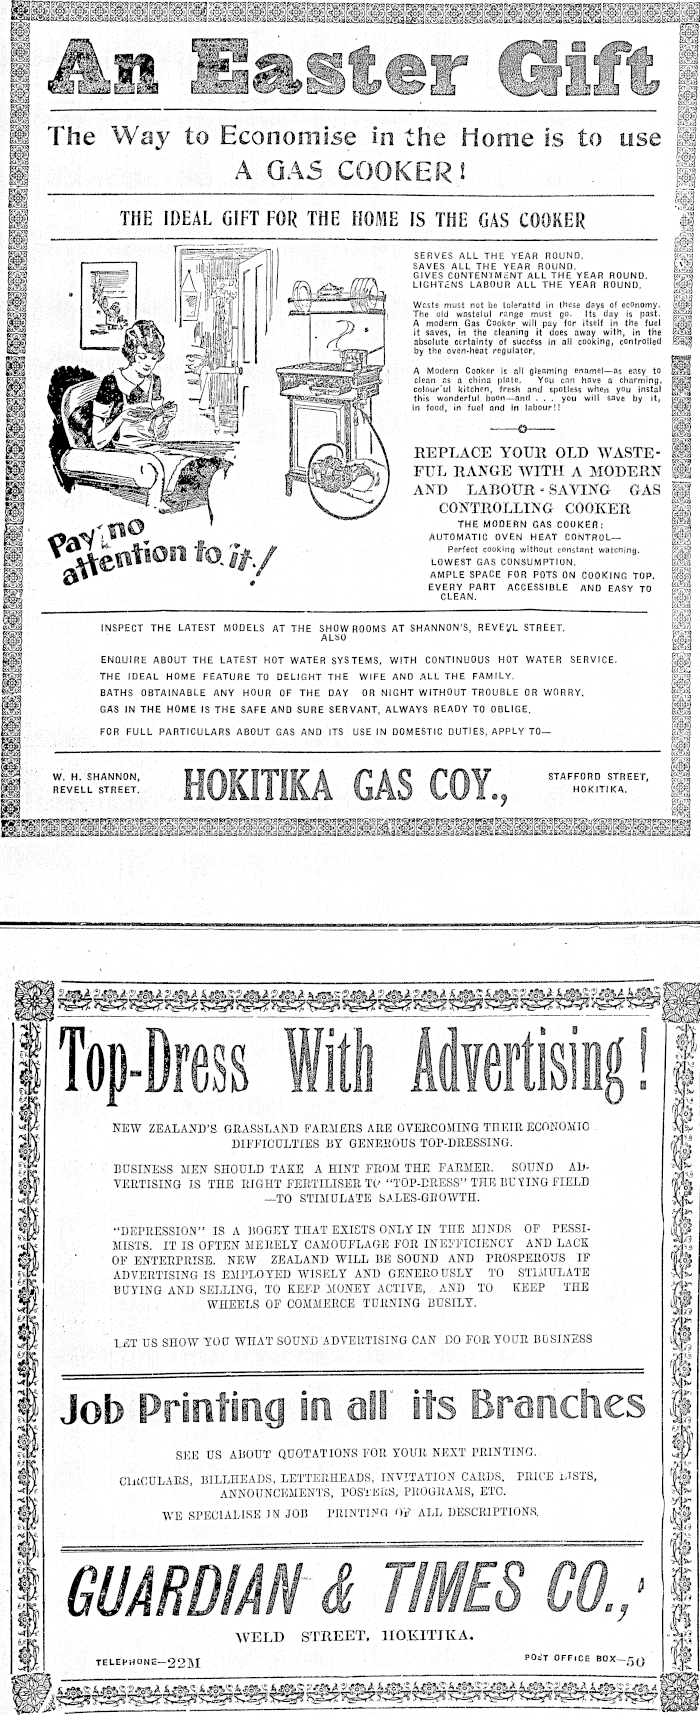 An Easter Gift
The Way to Economise in the Home is to use
A GAS COOKER!
THE IDEAL GIFT FOR THE HOME IS THE GAS COOKER
SERVES ALL THE YEAR ROUND.
SAVES ALL THE YEAR ROUND.
GIVES CONTENTMENT ALL THE YEAR ROUND.
LIGHTENS LABOUR ALL THE YEAR ROUND.
Waste must not be tolerated in these days of economy.
The old wasteful range must go. Its day is past.
A modern Gas Cooker will pay for itself in the fuel
it saves, in the cleaning it does away with, in the
absolute certainty of success in all cooking, controlled
by the oven-heat regulator,
A Modern Cooker is all gleaming enamel—as easy to
clean as a china plate. You can have a charming,
colourful kitchen, fresh and spotless when you instal
this wonderful boon—and . . . you will save by it,
in food, in fuel and in labour!!
REPLACE YOUR OLD WASTE-
FUL RANGE WITH A MODERN
AND LABOUR-SAVING GAS
CONTROLLING COOKER
THE MODERN GAS COOKER:
AUTOMATIC OVEN HEAT CONTROL—
Perfect cooking without constant watching.
LOWEST GAS CONSUMPTION.
AMPLE SPACE FOR POTS ON COOKING TOP.
EVERY PART ACCESSIBLE AND EASY TO
CLEAN.
Pay no
attention to it!
INSPECT THE LATEST MODELS AT THE SHOW ROOMS AT SHANNON'S, REVELL STREET.
ALSO
ENQUIRE ABOUT THE LATEST HOT WATER SYSTEMS, WITH CONTINUOUS HOT WATER SERVICE.
THE IDEAL HOME FEATURE TO DELIGHT THE WIFE AND ALL THE FAMILY.
BATHS OBTAINABLE ANY HOUR OF THE DAY OR NIGHT WITHOUT TROUBLE OR WORRY.
GAS IN THE HOME IS THE SAFE AND SURE SERVANT, ALWAYS READY TO OBLIGE.
FOR FULL PARTICULARS ABOUT GAS AND ITS USE IN DOMESTIC DUTIES, APPLY TO—
W. H. SHANNON,
REVELL STREET.
HOKITIKA GAS COY.,
STAFFORD STREET,
HOKITIKA.
Top-Dress With Advertising!
NEW ZEALAND'S GRASSLAND FARMERS ARE OVERCOMING THEIR ECONOMIC
DIFFICULTIES BY GENEROUS TOP-DRESSING.
BUSINESS MEN SHOULD TAKE A HINT FROM THE FARMER. SOUND AD-
VERTISING IS THE RIGHT FERTILISER TO "TOP-DRESS" THE BUYING FIELD
—TO STIMULATE SALES-GROWTH.
"DEPRESSION" IS A BOGEY THAT EXISTS ONLY IN THE MINDS OF PESSI-
MISTS. IT IS OFTEN MERELY CAMOUFLAGE FOR INEFFICIENCY AND LACK
OF ENTERPRISE. NEW ZEALAND WILL BE SOUND AND PROSPEROUS IF
ADVERTISING IS EMPLOYED WISELY AND GENEROUSLY TO STIMULATE
BUYING AND SELLING, TO KEEP MONEY ACTIVE, AND TO KEEP THE
WHEELS OF COMMERCE TURNING BUSILY.
LET US SHOW YOU WHAT SOUND ADVERTISING CAN DO FOR YOUR BUSINESS
Job Printing in all its Branches
SEE US ABOUT QUOTATIONS FOR YOUR NEXT PRINTING.
CIRCULARS, BILLHEADS, LETTERHEADS, INVITATION CARDS, PRICE LISTS,
ANNOUNCEMENTS, POSTERS, PROGRAMS, ETC.
WE SPECIALISE IN JOB PRINTING OF ALL DESCRIPTIONS.
GUARDIAN & TIMES CO.,
WELD STREET, HOKITIKA.
TELEPHONE—22M
POST OFFICE BOX—50